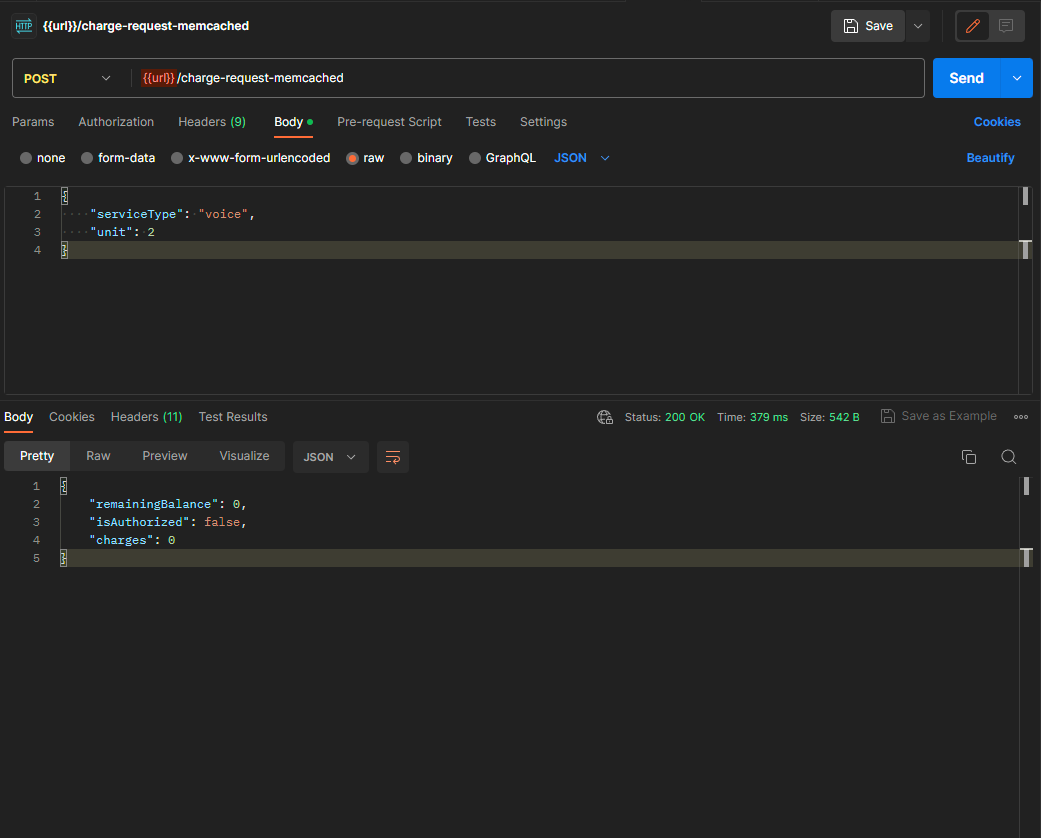 HTTP {{url}}/charge-request-memcached Save
POST {{url}}/charge-request-memcached Send
Params Authorization Headers (9) Body Pre-request Script Tests Settings Cookies
none form-data x-www-form-urlencoded raw binary GraphQL JSON Beautify
1 {
2 ····"serviceType":·"voice",
3 ····"unit":·2
4 }
Body Cookies Headers (11) Test Results Status: 200 OK Time: 379 ms Size: 542 B Save as Example
Pretty Raw Preview Visualize JSON
1 {
2 "remainingBalance": 0,
3 "isAuthorized": false,
4 "charges": 0
5 }